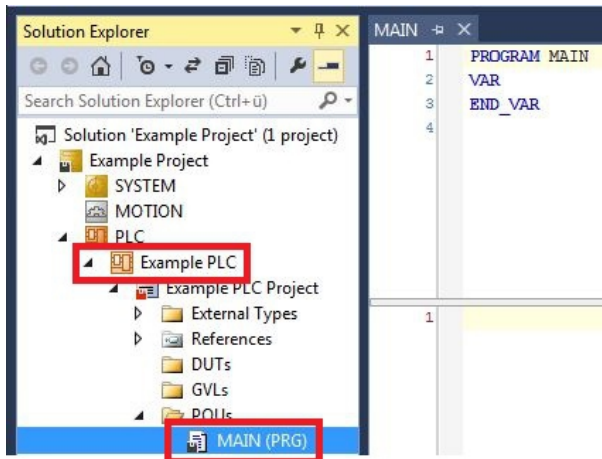 Solution Explorer
Search Solution Explorer (Ctrl+ü)
Solution 'Example Project' (1 project)
Example Project
SYSTEM
MOTION
PLC
Example PLC
Example PLC Project
External Types
References
DUTs
GVLs
POUs
MAIN (PRG)
MAIN
1 PROGRAM MAIN
2 VAR
3 END_VAR
4
1